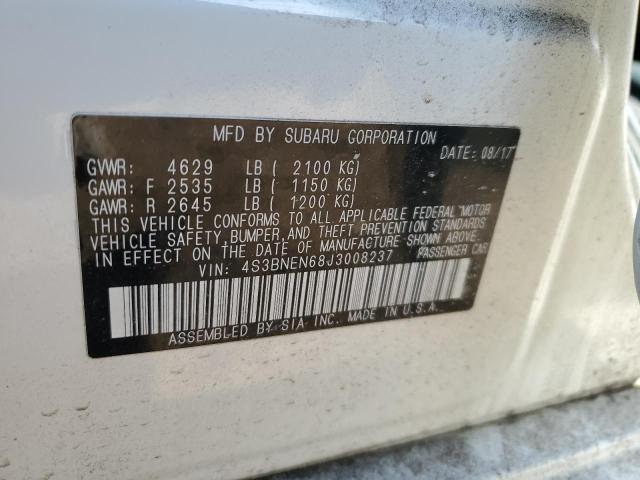 MFD BY SUBARU CORPORATION
DATE: 08/17
GVWR: 4629 LB ( 2100 KG)
GAWR: F 2535 LB ( 1150 KG)
GAWR: R 2645 LB ( 1200 KG)
THIS VEHICLE CONFORMS TO ALL APPLICABLE FEDERAL MOTOR
VEHICLE SAFETY, BUMPER, AND THEFT PREVENTION STANDARDS
IN EFFECT ON THE DATE OF MANUFACTURE SHOWN ABOVE.
VIN: 4S3BNEN68J3008237 PASSENGER CAR
ASSEMBLED BY SIA INC. MADE IN U.S.A.